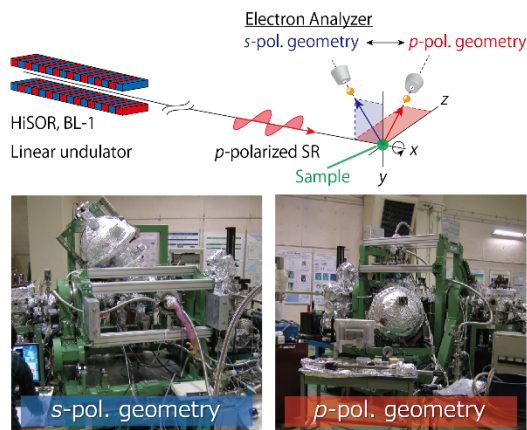 Electron Analyzer
s-pol. geometry
p-pol. geometry
HiSOR, BL-1
Linear undulator
p-polarized SR
Sample
z
x
y
s-pol. geometry
p-pol. geometry